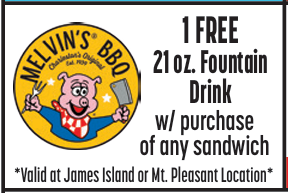 MELVIN'S® BBQ
Charleston's Original
Est. 1939
1 FREE
21 oz. Fountain
Drink
w/ purchase
of any sandwich
*Valid at James Island or Mt. Pleasant Location*